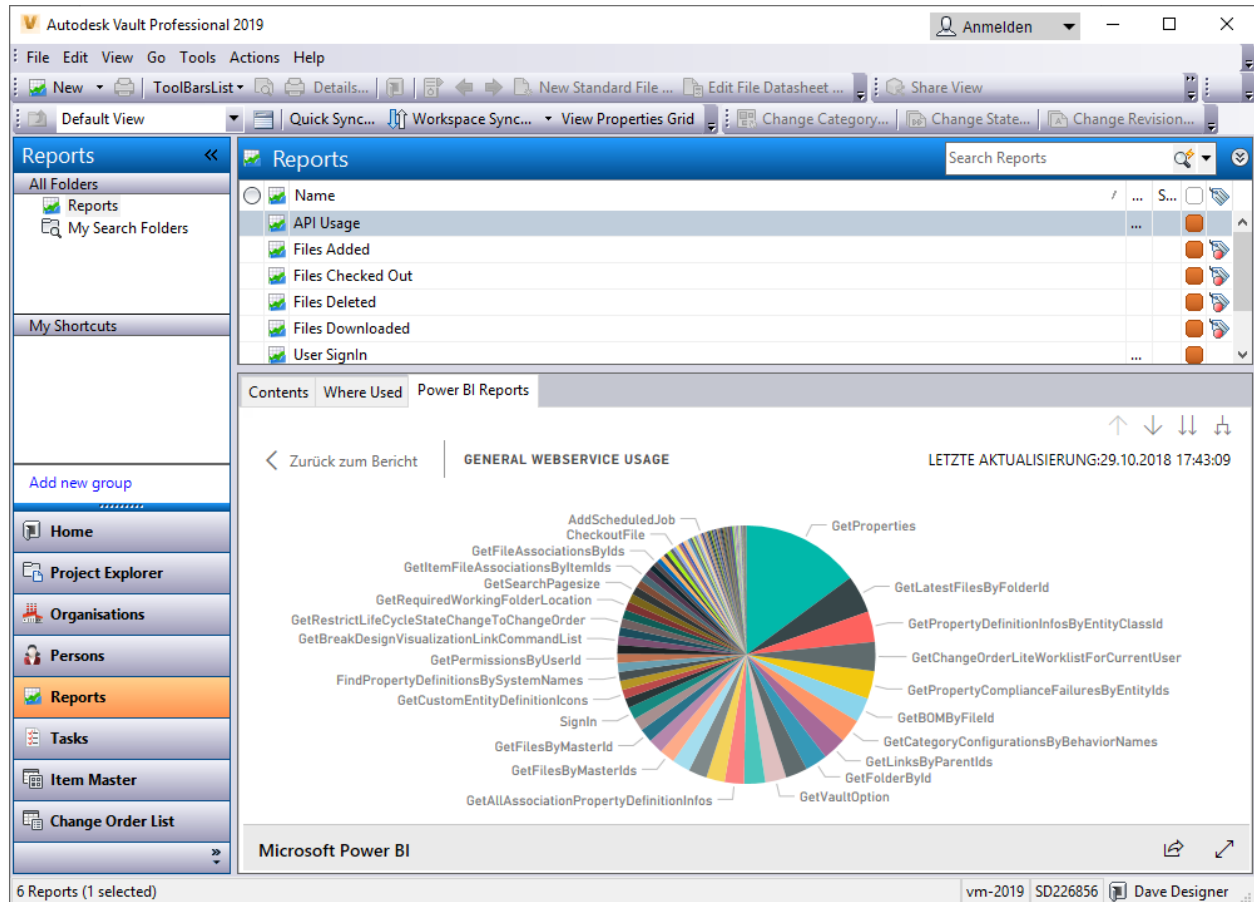 Autodesk Vault Professional 2019
Anmelden
File Edit View Go Tools Actions Help
New ToolBarsList Details... New Standard File ... Edit File Datasheet ... Share View
Default View Quick Sync... Workspace Sync... View Properties Grid Change Category... Change State... Change Revision...
Reports
All Folders
Reports
My Search Folders
My Shortcuts
Add new group
Home
Project Explorer
Organisations
Persons
Reports
Tasks
Item Master
Change Order List
Reports
Search Reports
Name ... S...
API Usage ...
Files Added
Files Checked Out
Files Deleted
Files Downloaded
User SignIn ...
Contents Where Used Power BI Reports
Zurück zum Bericht GENERAL WEBSERVICE USAGE LETZTE AKTUALISIERUNG:29.10.2018 17:43:09
AddScheduledJob
CheckoutFile
GetFileAssociationsByIds
GetItemFileAssociationsByItemIds
GetSearchPagesize
GetRequiredWorkingFolderLocation
GetRestrictLifeCycleStateChangeToChangeOrder
GetBreakDesignVisualizationLinkCommandList
GetPermissionsByUserId
FindPropertyDefinitionsBySystemNames
GetCustomEntityDefinitionIcons
SignIn
GetFilesByMasterId
GetFilesByMasterIds
GetAllAssociationPropertyDefinitionInfos
GetProperties
GetLatestFilesByFolderId
GetPropertyDefinitionInfosByEntityClassId
GetChangeOrderLiteWorklistForCurrentUser
GetPropertyComplianceFailuresByEntityIds
GetBOMByFileId
GetCategoryConfigurationsByBehaviorNames
GetLinksByParentIds
GetFolderById
GetVaultOption
Microsoft Power BI
6 Reports (1 selected) vm-2019 SD226856 Dave Designer